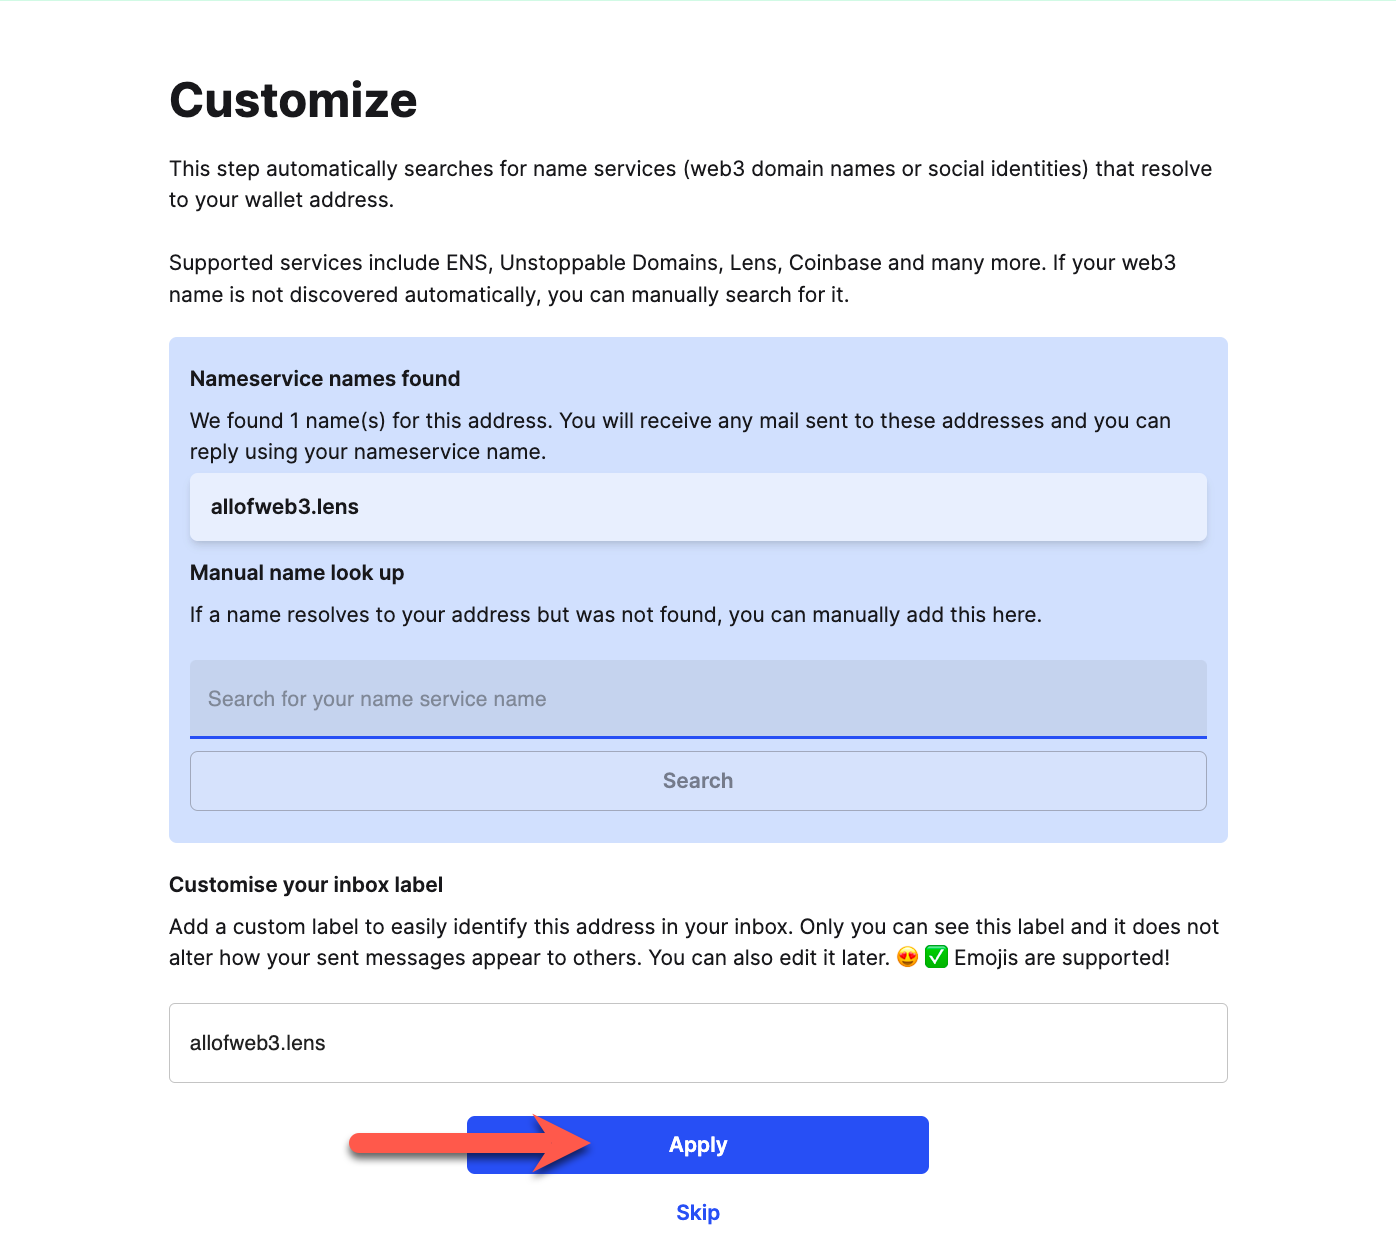 Customize
This step automatically searches for name services (web3 domain names or social identities) that resolve
to your wallet address.
Supported services include ENS, Unstoppable Domains, Lens, Coinbase and many more. If your web3
name is not discovered automatically, you can manually search for it.
Nameservice names found
We found 1 name(s) for this address. You will receive any mail sent to these addresses and you can
reply using your nameservice name.
allofweb3.lens
Manual name look up
If a name resolves to your address but was not found, you can manually add this here.
Search for your name service name
Search
Customise your inbox label
Add a custom label to easily identify this address in your inbox. Only you can see this label and it does not
alter how your sent messages appear to others. You can also edit it later. 😍 ✅ Emojis are supported!
allofweb3.lens
Apply
Skip